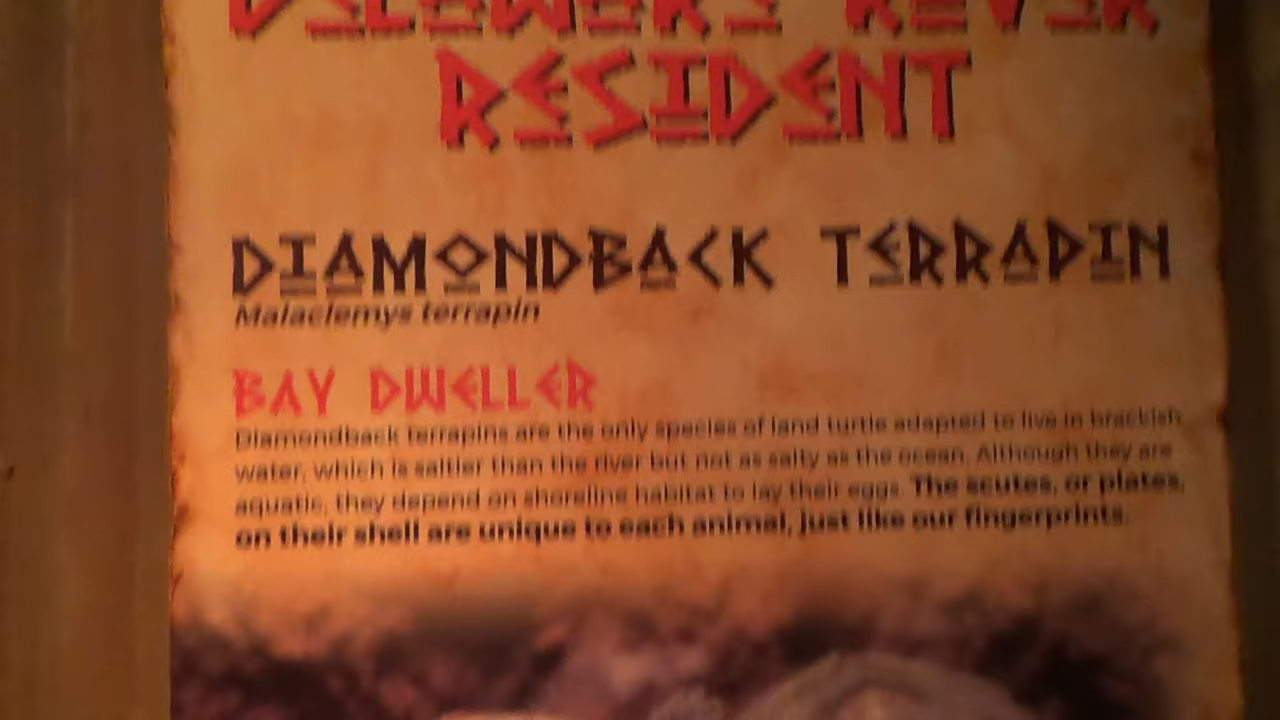 DELAWARE RIVER
RESIDENT
DIAMONDBACK TERRAPIN
Malaclemys terrapin
BAY DWELLER
Diamondback terrapins are the only species of land turtle adapted to live in brackish
water, which is saltier than the river but not as salty as the ocean. Although they are
aquatic, they depend on shoreline habitat to lay their eggs. The scutes, or plates,
on their shell are unique to each animal, just like our fingerprints.